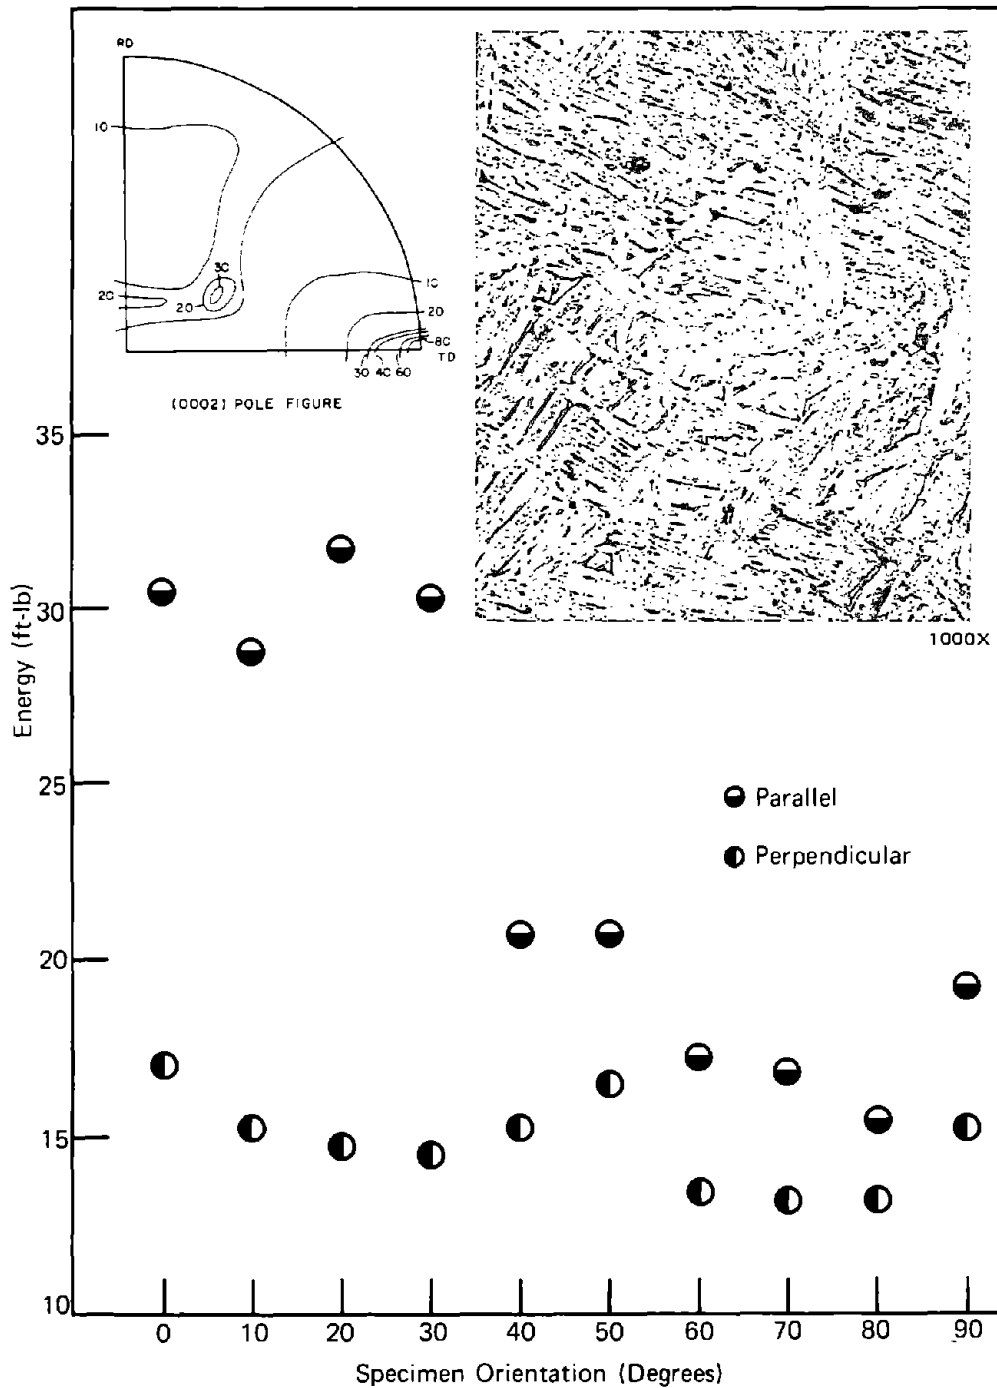 RD
10
30
20
20
10
20
80
TD
30 40 60
(0002) POLE FIGURE
1000X
35
30
25
20
15
10
Energy (ft-lb)
Parallel
Perpendicular
0 10 20 30 40 50 60 70 80 90
Specimen Orientation (Degrees)